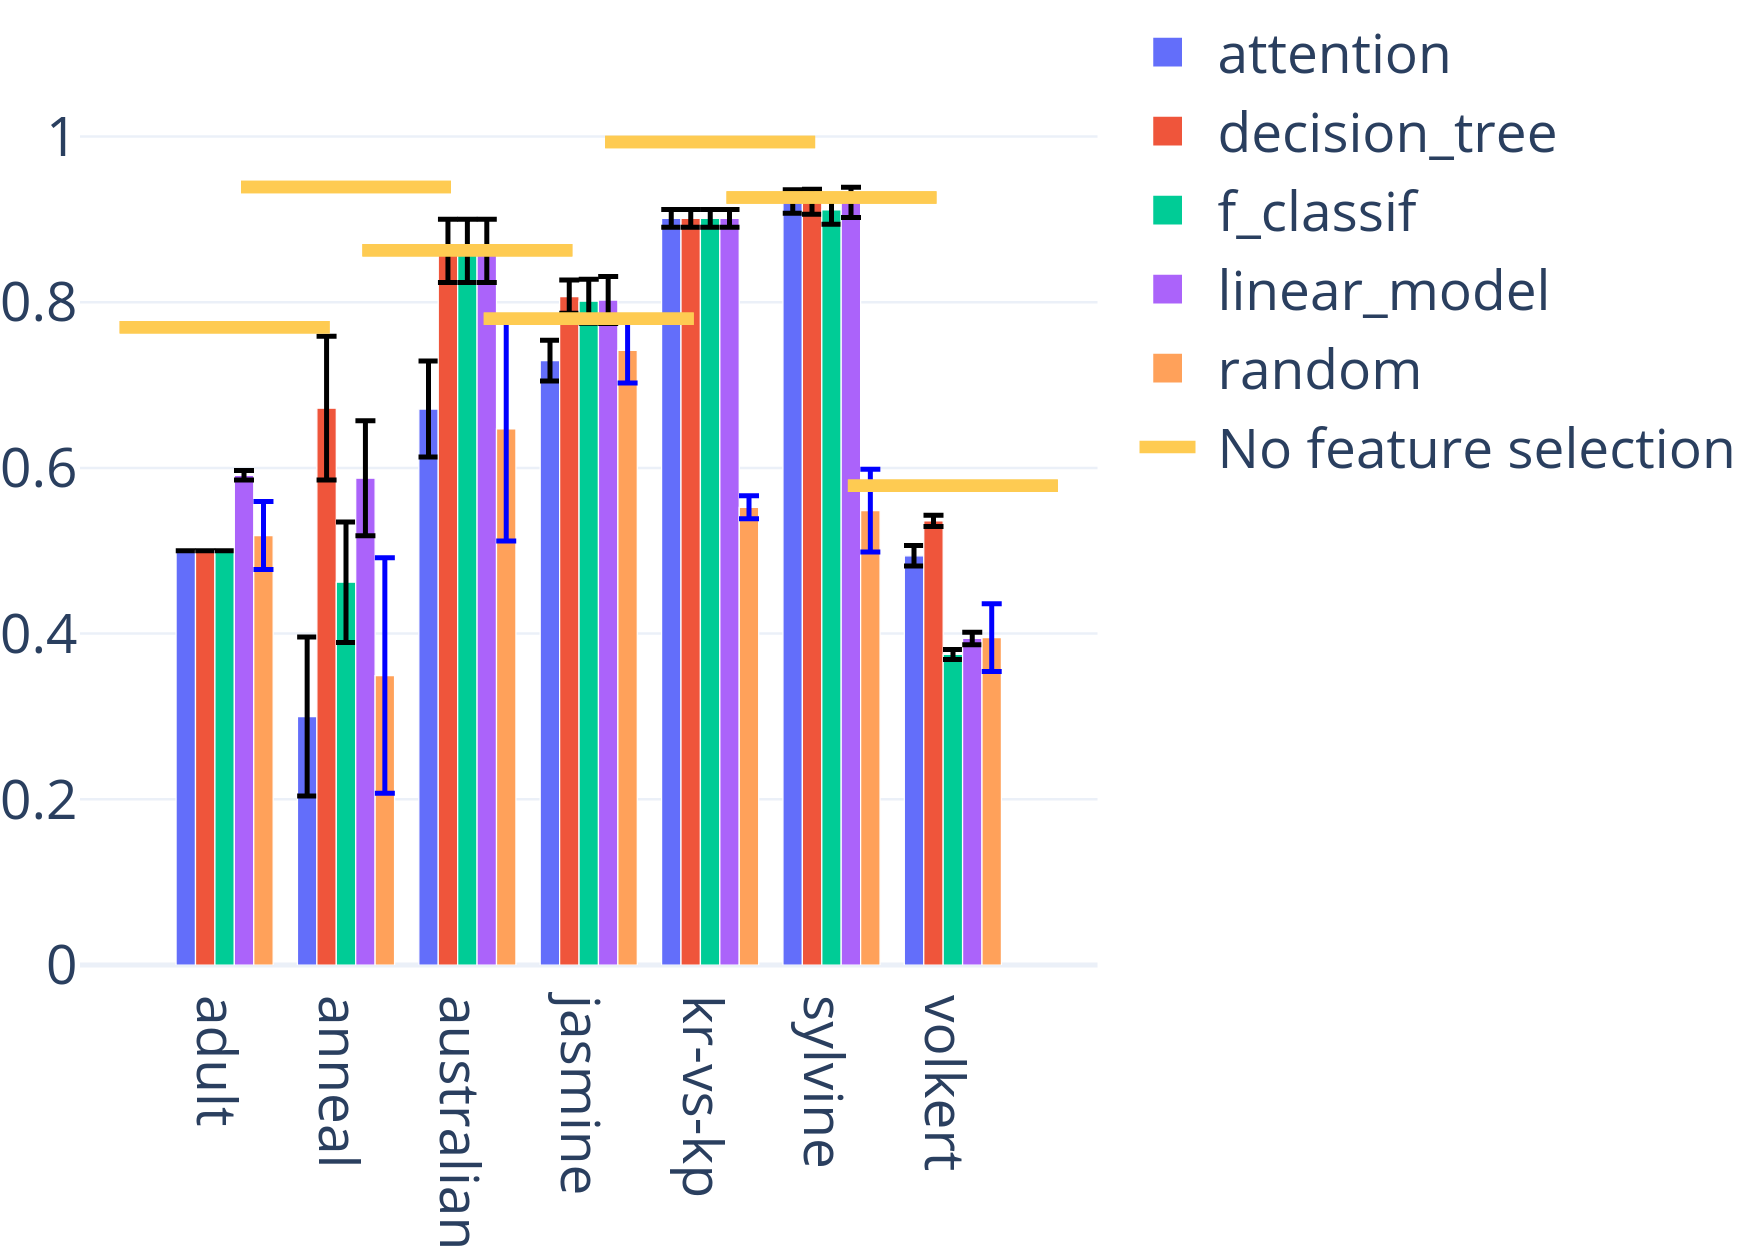 attention
decision_tree
f_classif
linear_model
random
No feature selection
1
0.8
0.6
0.4
0.2
0
adult
anneal
australian
jasmine
kr-vs-kp
sylvine
volkert